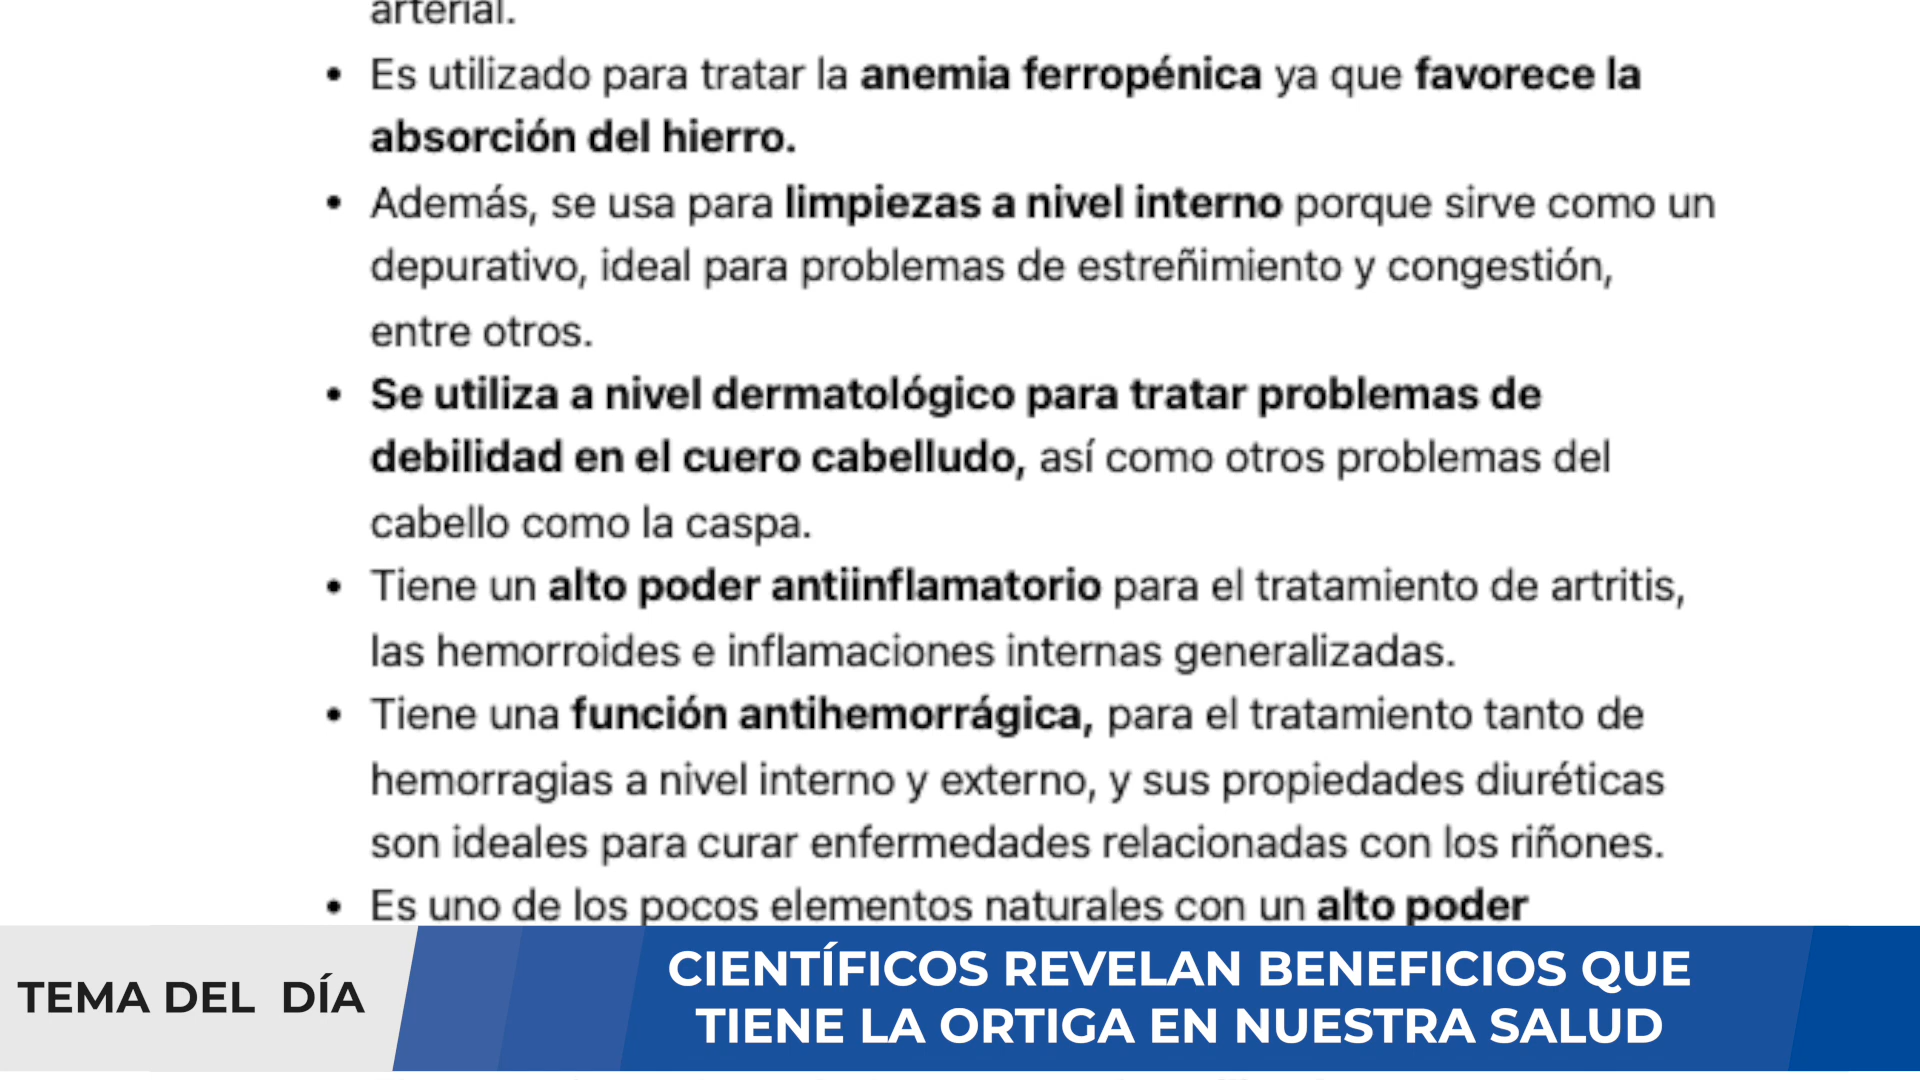 arterial.
• Es utilizado para tratar la anemia ferropénica ya que favorece la
absorción del hierro.
• Además, se usa para limpiezas a nivel interno porque sirve como un
depurativo, ideal para problemas de estreñimiento y congestión,
entre otros.
• Se utiliza a nivel dermatológico para tratar problemas de
debilidad en el cuero cabelludo, así como otros problemas del
cabello como la caspa.
• Tiene un alto poder antiinflamatorio para el tratamiento de artritis,
las hemorroides e inflamaciones internas generalizadas.
• Tiene una función antihemorrágica, para el tratamiento tanto de
hemorragias a nivel interno y externo, y sus propiedades diuréticas
son ideales para curar enfermedades relacionadas con los riñones.
• Es uno de los pocos elementos naturales con un alto poder
TEMA DEL DÍA
CIENTÍFICOS REVELAN BENEFICIOS QUE
TIENE LA ORTIGA EN NUESTRA SALUD